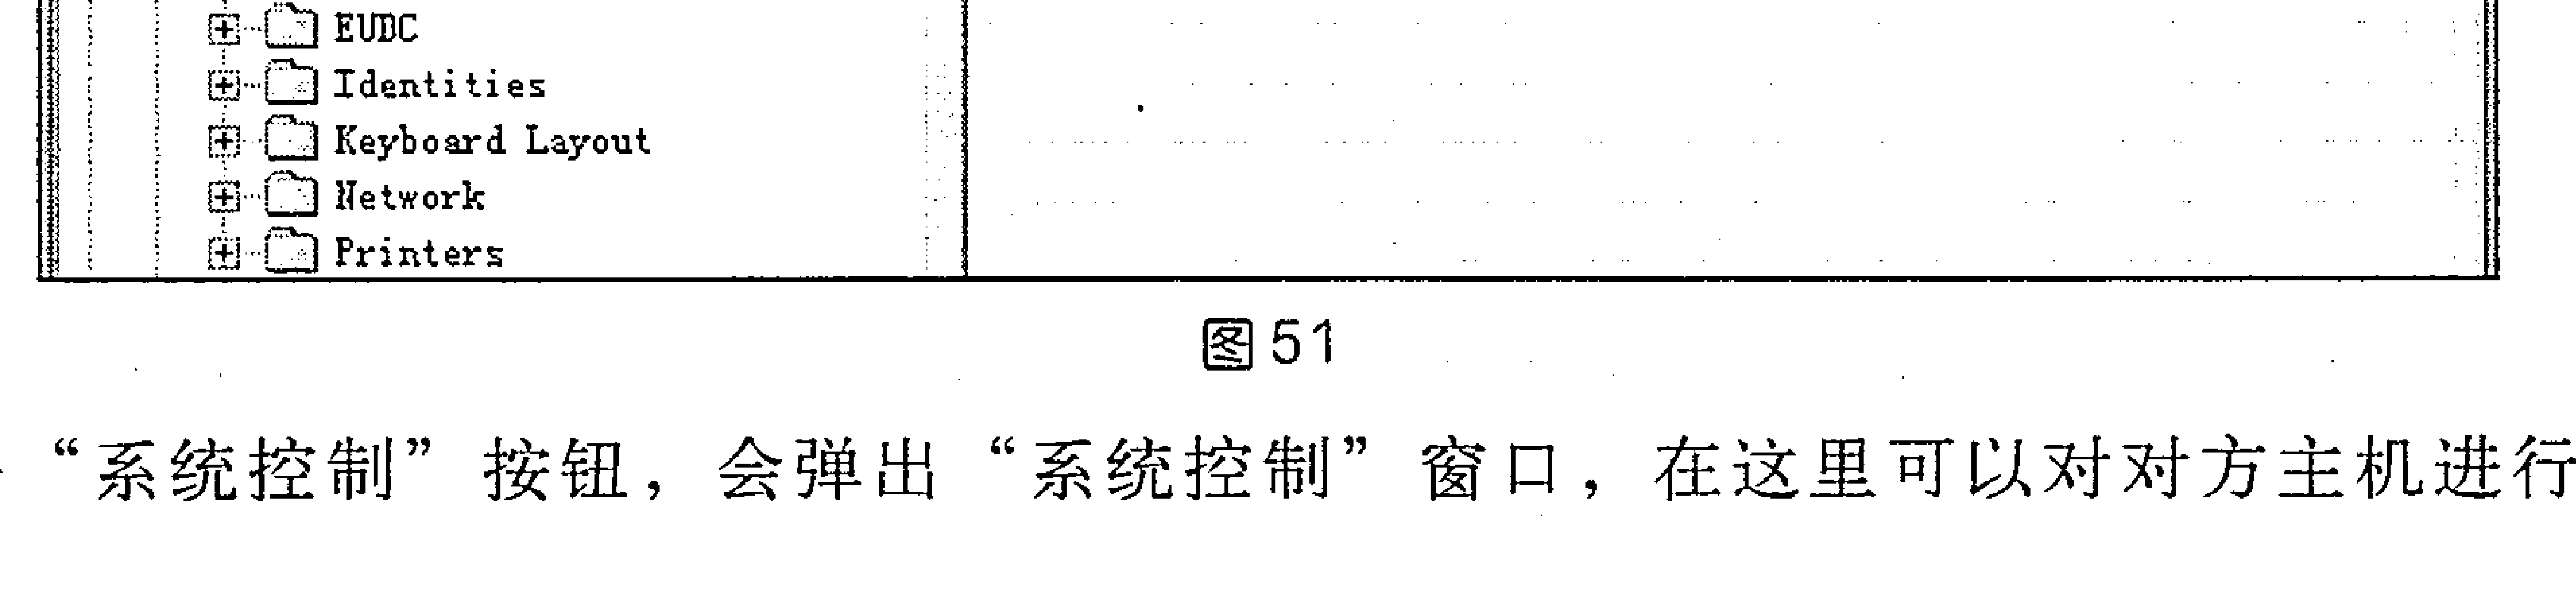 EUDC
Identities
Keyboard Layout
Network
Printers
图51
“系统控制”按钮，会弹出“系统控制”窗口，在这里可以对对方主机进行